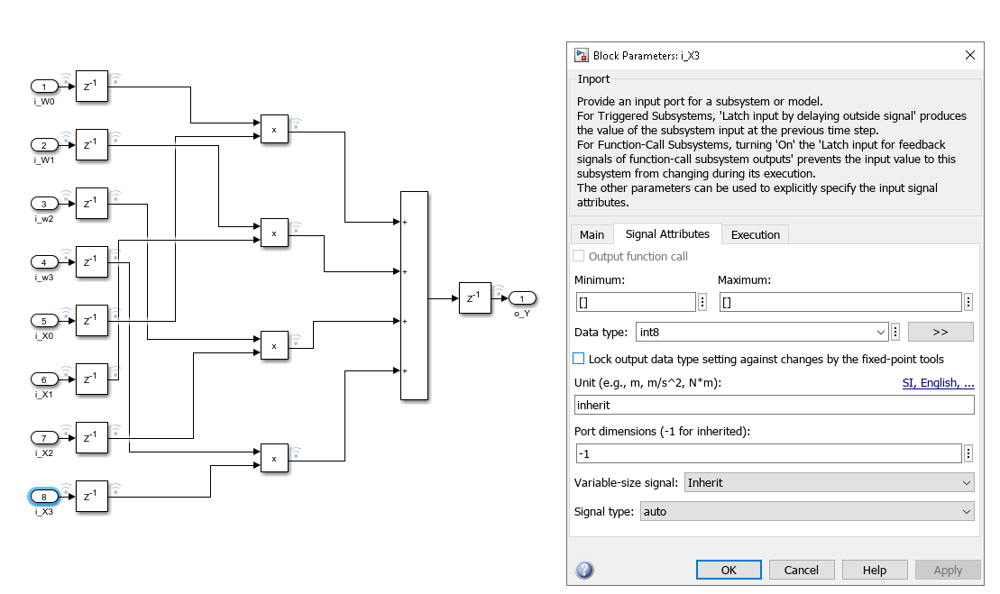 1
i_W0
Z-1
2
i_W1
Z-1
3
i_w2
Z-1
4
i_w3
Z-1
5
i_X0
Z-1
6
i_X1
Z-1
7
i_X2
Z-1
8
i_X3
Z-1
x
x
x
x
+
+
+
+
Z-1
1
o_Y
Block Parameters: i_X3
Inport
Provide an input port for a subsystem or model.
For Triggered Subsystems, 'Latch input by delaying outside signal' produces
the value of the subsystem input at the previous time step.
For Function-Call Subsystems, turning 'On' the 'Latch input for feedback
signals of function-call subsystem outputs' prevents the input value to this
subsystem from changing during its execution.
The other parameters can be used to explicitly specify the input signal
attributes.
Main Signal Attributes Execution
Output function call
Minimum: Maximum:
[] []
Data type: int8 >>
Lock output data type setting against changes by the fixed-point tools
Unit (e.g., m, m/s^2, N*m): SI, English, ...
inherit
Port dimensions (-1 for inherited):
-1
Variable-size signal: Inherit
Signal type: auto
? OK Cancel Help Apply